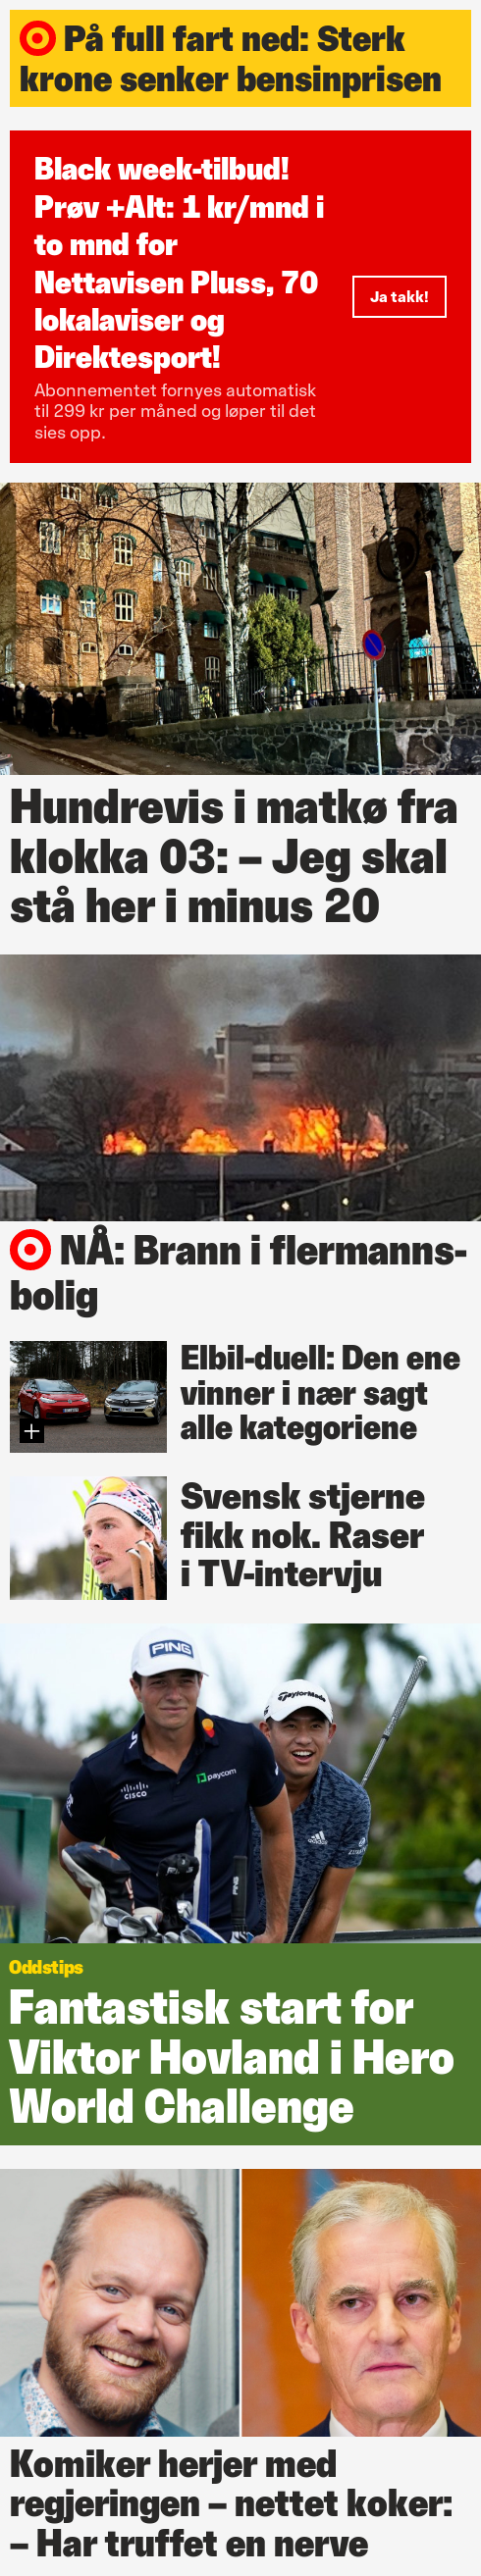 På full fart ned: Sterk
krone senker bensinprisen
Black week-tilbud!
Prøv +Alt: 1 kr/mnd i
to mnd for
Nettavisen Pluss, 70
lokalaviser og
Direktesport!
Ja takk!
Abonnementet fornyes automatisk
til 299 kr per måned og løper til det
sies opp.
Hundrevis i matkø fra
klokka 03: – Jeg skal
stå her i minus 20
NÅ: Brann i flermanns-
bolig
Elbil-duell: Den ene
vinner i nær sagt
alle kategoriene
Svensk stjerne
fikk nok. Raser
i TV-intervju
PING
TaylorMade
paycom
CISCO
adidas
PING
Oddstips
Fantastisk start for
Viktor Hovland i Hero
World Challenge
Komiker herjer med
regjeringen – nettet koker:
– Har truffet en nerve